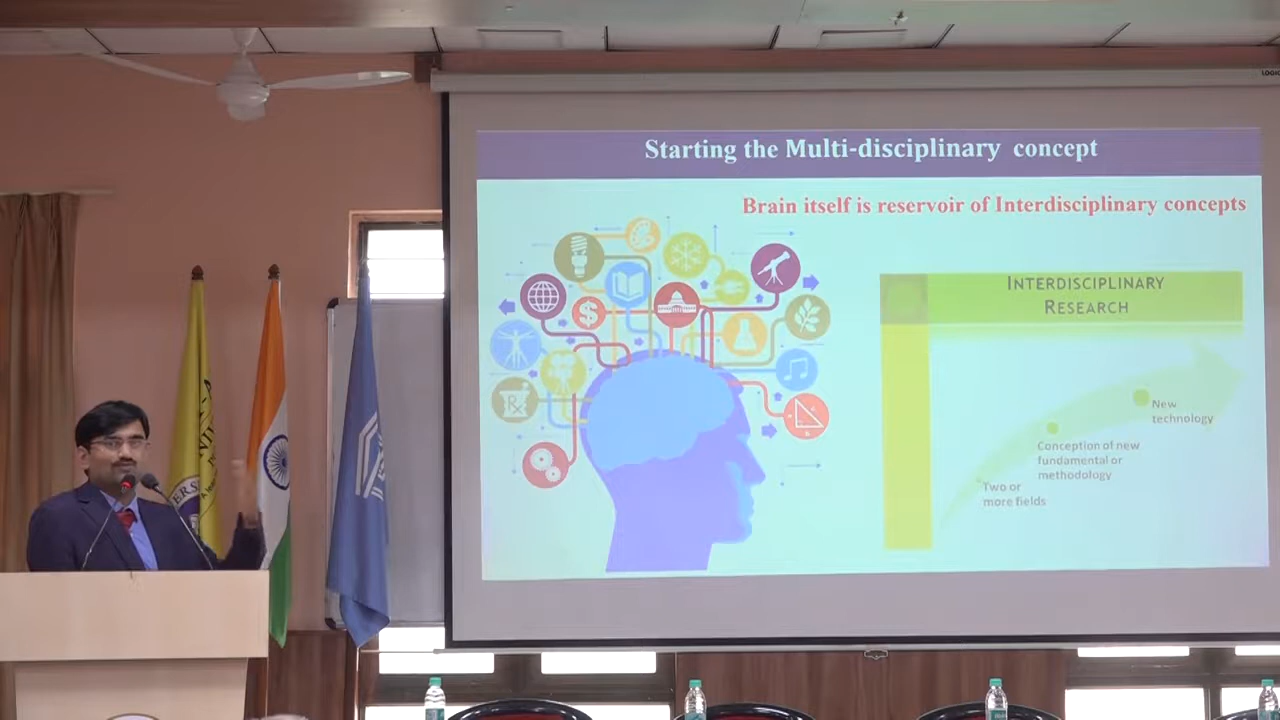 Starting the Multi-disciplinary concept
Brain itself is reservoir of Interdisciplinary concepts
INTERDISCIPLINARY
RESEARCH
New
technology
Conception of new
fundamental or
methodology
Two or
more fields
$
Rx